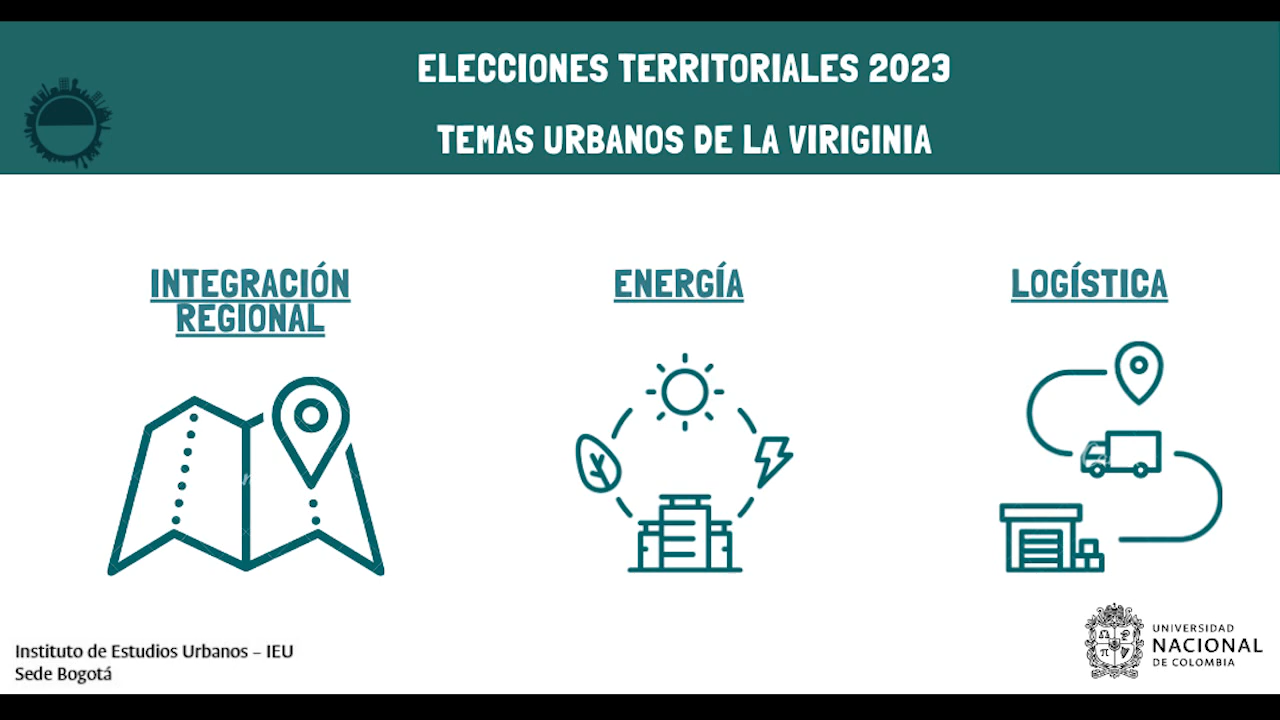 ELECCIONES TERRITORIALES 2023
TEMAS URBANOS DE LA VIRIGINIA
INTEGRACIÓN
REGIONAL
ENERGÍA
LOGÍSTICA
Instituto de Estudios Urbanos – IEU
Sede Bogotá
UNIVERSIDAD
NACIONAL
DE COLOMBIA